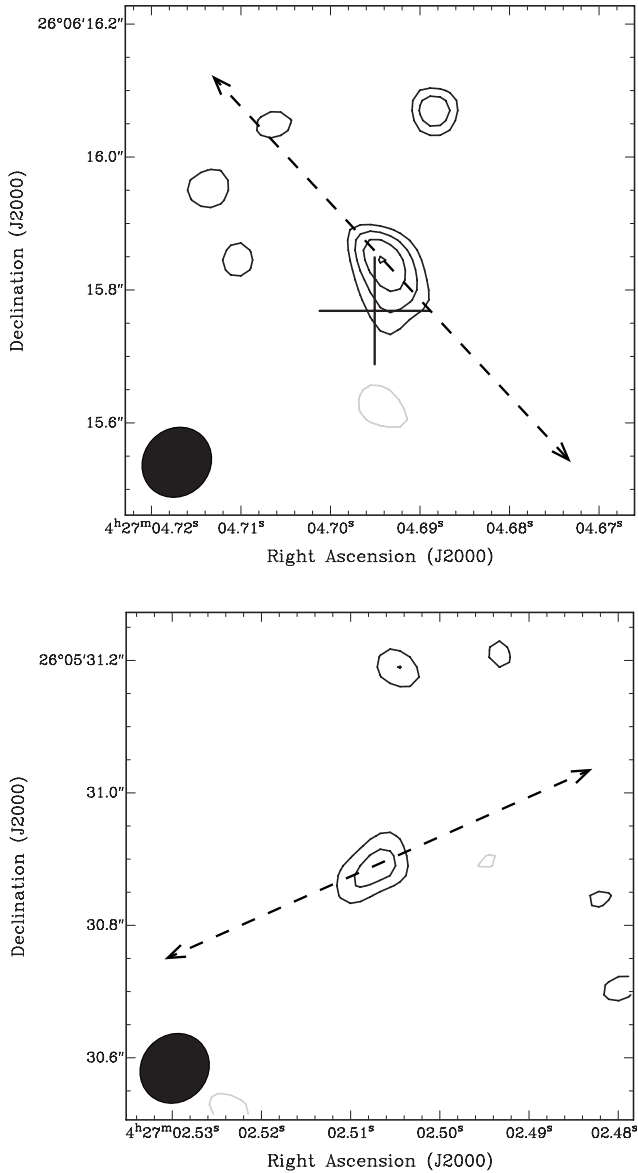 26°06′16.2″
16.0″
15.8″
15.6″
Declination (J2000)
4ʰ27ᵐ04.72ˢ 04.71ˢ 04.70ˢ 04.69ˢ 04.68ˢ 04.67ˢ
Right Ascension (J2000)
26°05′31.2″
31.0″
30.8″
30.6″
Declination (J2000)
4ʰ27ᵐ02.53ˢ 02.52ˢ 02.51ˢ 02.50ˢ 02.49ˢ 02.48ˢ
Right Ascension (J2000)